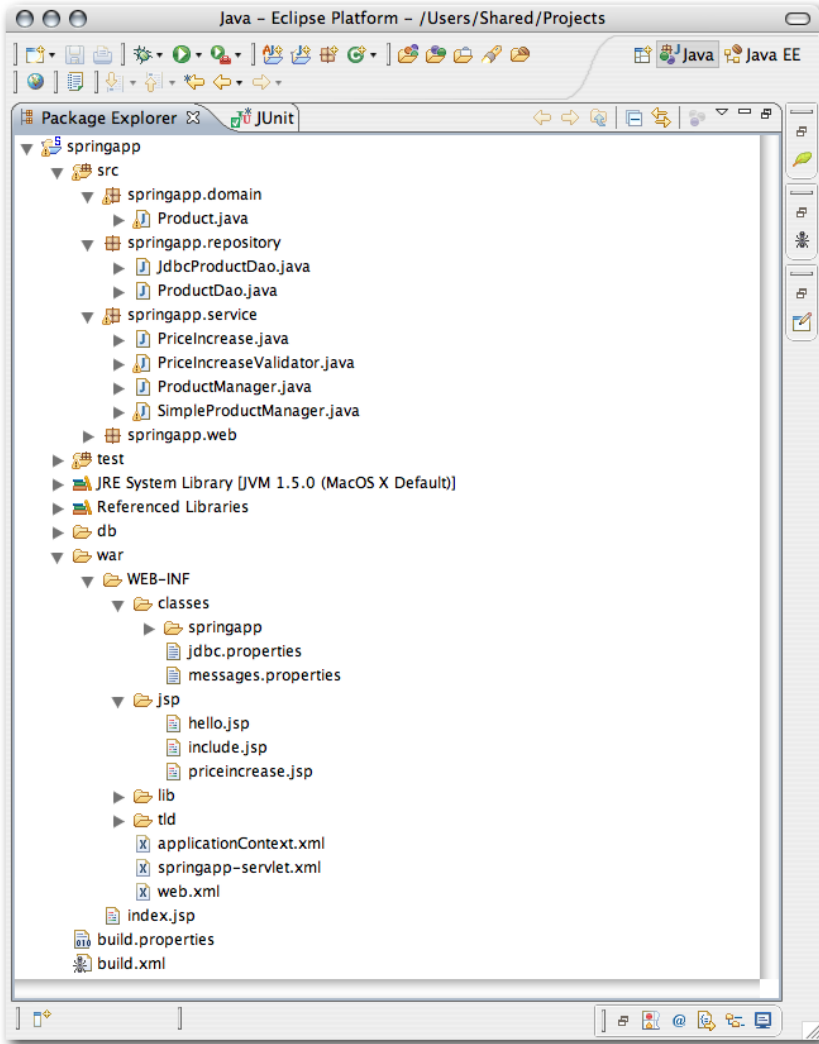 Java – Eclipse Platform – /Users/Shared/Projects
Java Java EE
Package Explorer JUnit
springapp
src
springapp.domain
Product.java
springapp.repository
JdbcProductDao.java
ProductDao.java
springapp.service
PriceIncrease.java
PriceIncreaseValidator.java
ProductManager.java
SimpleProductManager.java
springapp.web
test
JRE System Library [JVM 1.5.0 (MacOS X Default)]
Referenced Libraries
db
war
WEB-INF
classes
springapp
jdbc.properties
messages.properties
jsp
hello.jsp
include.jsp
priceincrease.jsp
lib
tld
applicationContext.xml
springapp-servlet.xml
web.xml
index.jsp
build.properties
build.xml